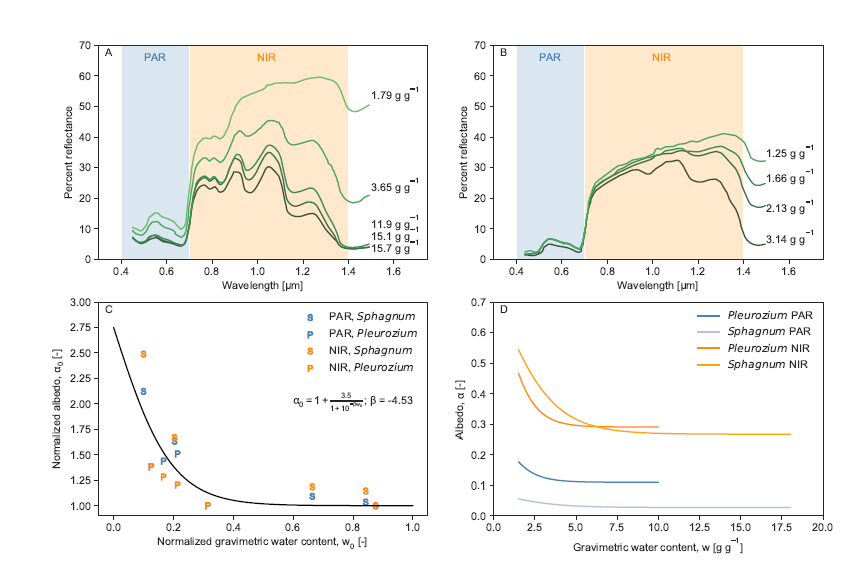 A
PAR
NIR
70
60
50
40
30
20
10
0
Percent reflectance
1.79 g g⁻¹
3.65 g g⁻¹
11.9 g g⁻¹
15.1 g g⁻¹
15.7 g g⁻¹
0.4 0.6 0.8 1.0 1.2 1.4 1.6
Wavelength [µm]
B
PAR
NIR
70
60
50
40
30
20
10
0
Percent reflectance
1.25 g g⁻¹
1.66 g g⁻¹
2.13 g g⁻¹
3.14 g g⁻¹
0.4 0.6 0.8 1.0 1.2 1.4 1.6
Wavelength [µm]
C
3.00
2.75
2.50
2.25
2.00
1.75
1.50
1.25
1.00
Normalized albedo, α₀ [-]
S PAR, Sphagnum
P PAR, Pleurozium
S NIR, Sphagnum
P NIR, Pleurozium
α₀ = 1 + 3.5 / 1 + 10^−βw₀ ; β = -4.53
S
S
S
S
P
P
P
P
P
S
S
S
S
S
0.0 0.2 0.4 0.6 0.8 1.0
Normalized gravimetric water content, w₀ [-]
D
0.7
0.6
0.5
0.4
0.3
0.2
0.1
0.0
Albedo, α [-]
Pleurozium PAR
Sphagnum PAR
Pleurozium NIR
Sphagnum NIR
0.0 2.5 5.0 7.5 10.0 12.5 15.0 17.5 20.0
Gravimetric water content, w [g g⁻¹]